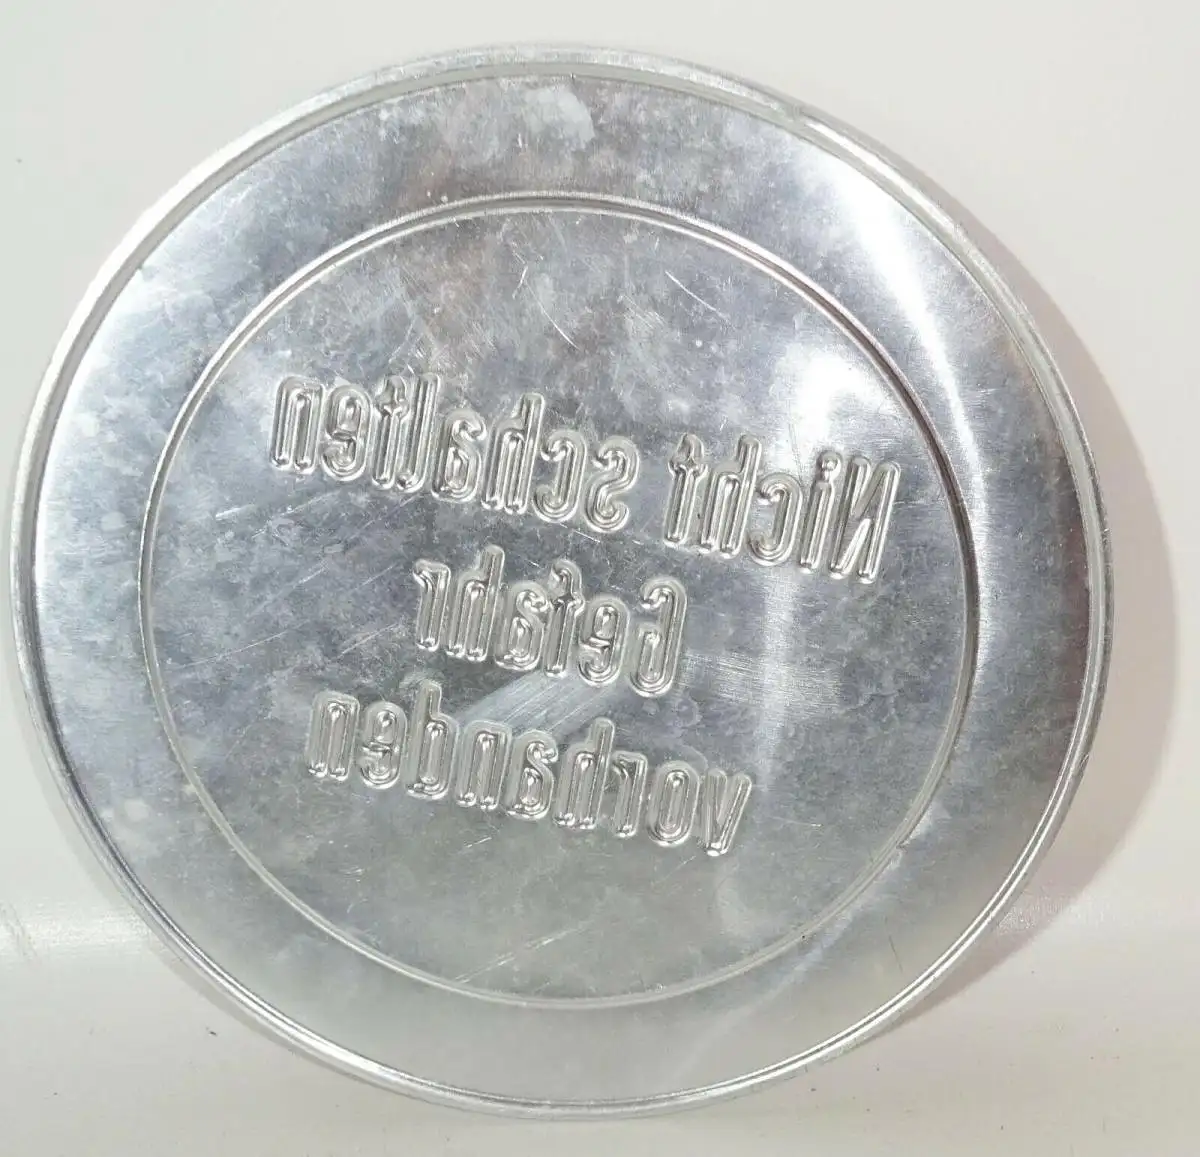 Nicht schalten
Gefahr
vorhanden